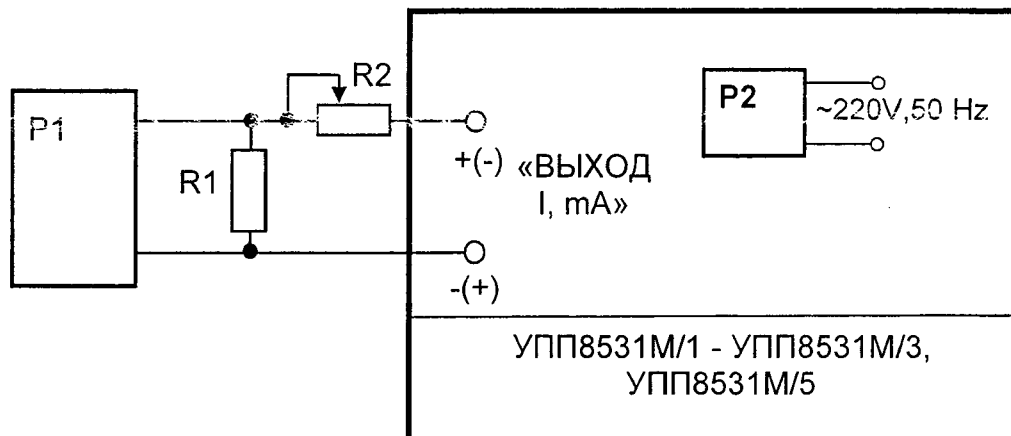 P1
R1
R2
+(-)
-(+)
«ВЫХОД
I, mA»
P2
~220V,50 Hz
УПП8531М/1 - УПП8531М/3,
УПП8531М/5